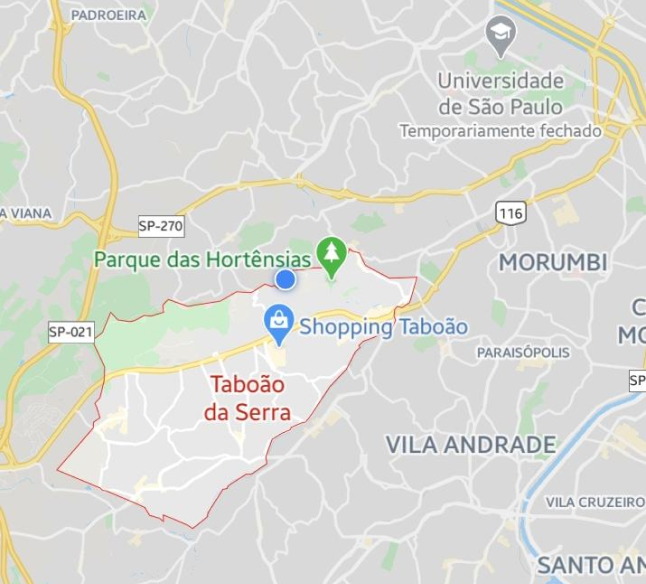 PADROEIRA
Universidade
de São Paulo
Temporariamente fechado
A VIANA
SP-270
116
Parque das Hortênsias
MORUMBI
SP-021
Shopping Taboão
C
MO
PARAISÓPOLIS
Taboão
da Serra
SP
VILA ANDRADE
VILA CRUZEIRO
SANTO AN